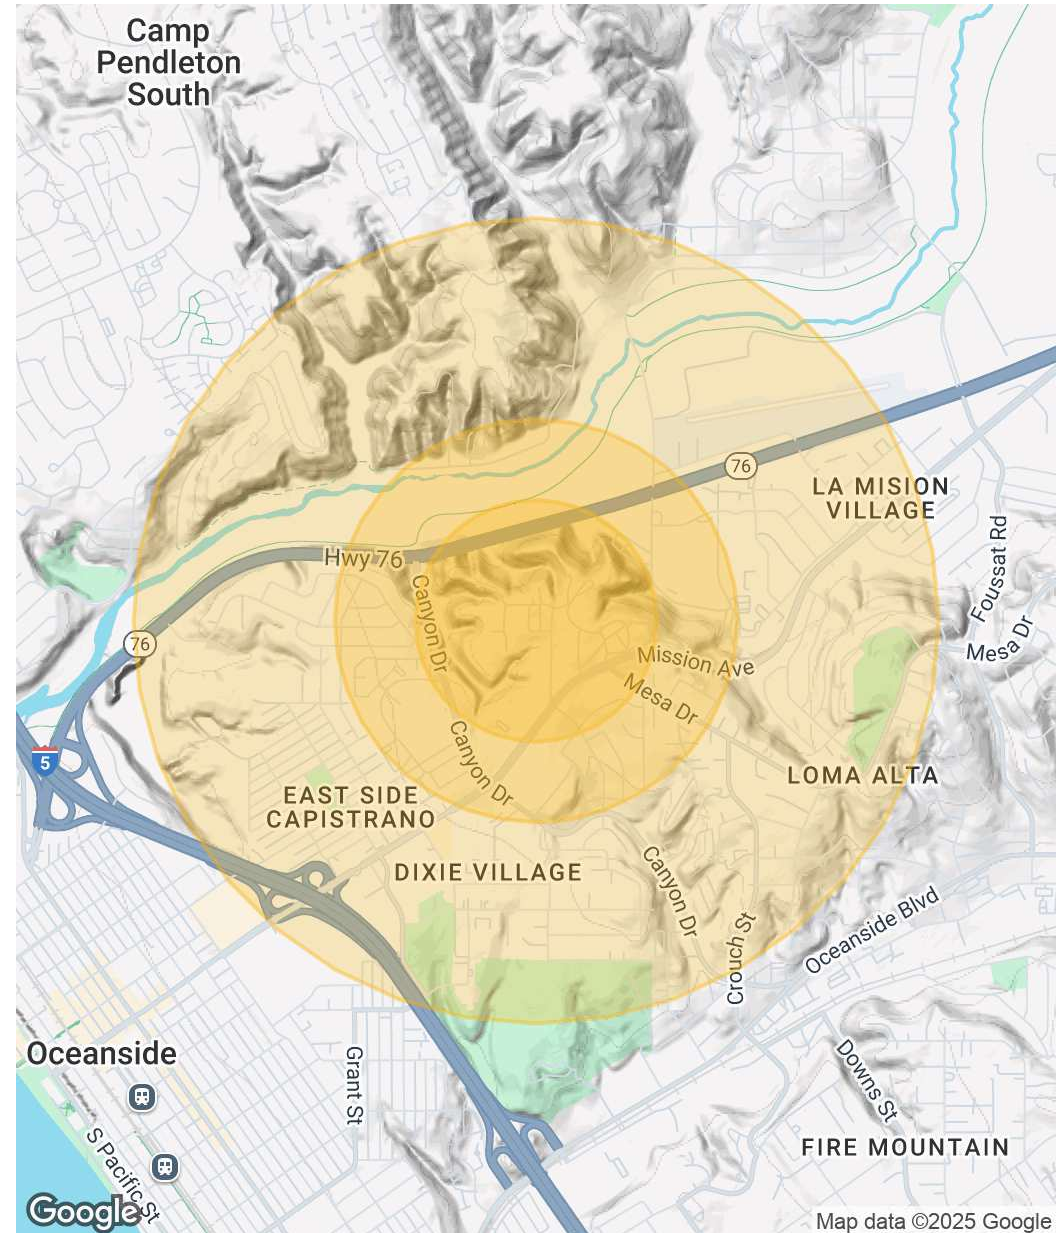 Camp
Pendleton
South
76
LA MISION
VILLAGE
Hwy 76
Foussat Rd
Canyon Dr
76
Mesa Dr
Mission Ave
Mesa Dr
5
Canyon Dr
LOMA ALTA
EAST SIDE
CAPISTRANO
DIXIE VILLAGE
Canyon Dr
Crouch St
Oceanside Blvd
Oceanside
Grant St
Downs St
S Pacific St
FIRE MOUNTAIN
Google
Map data ©2025 Google